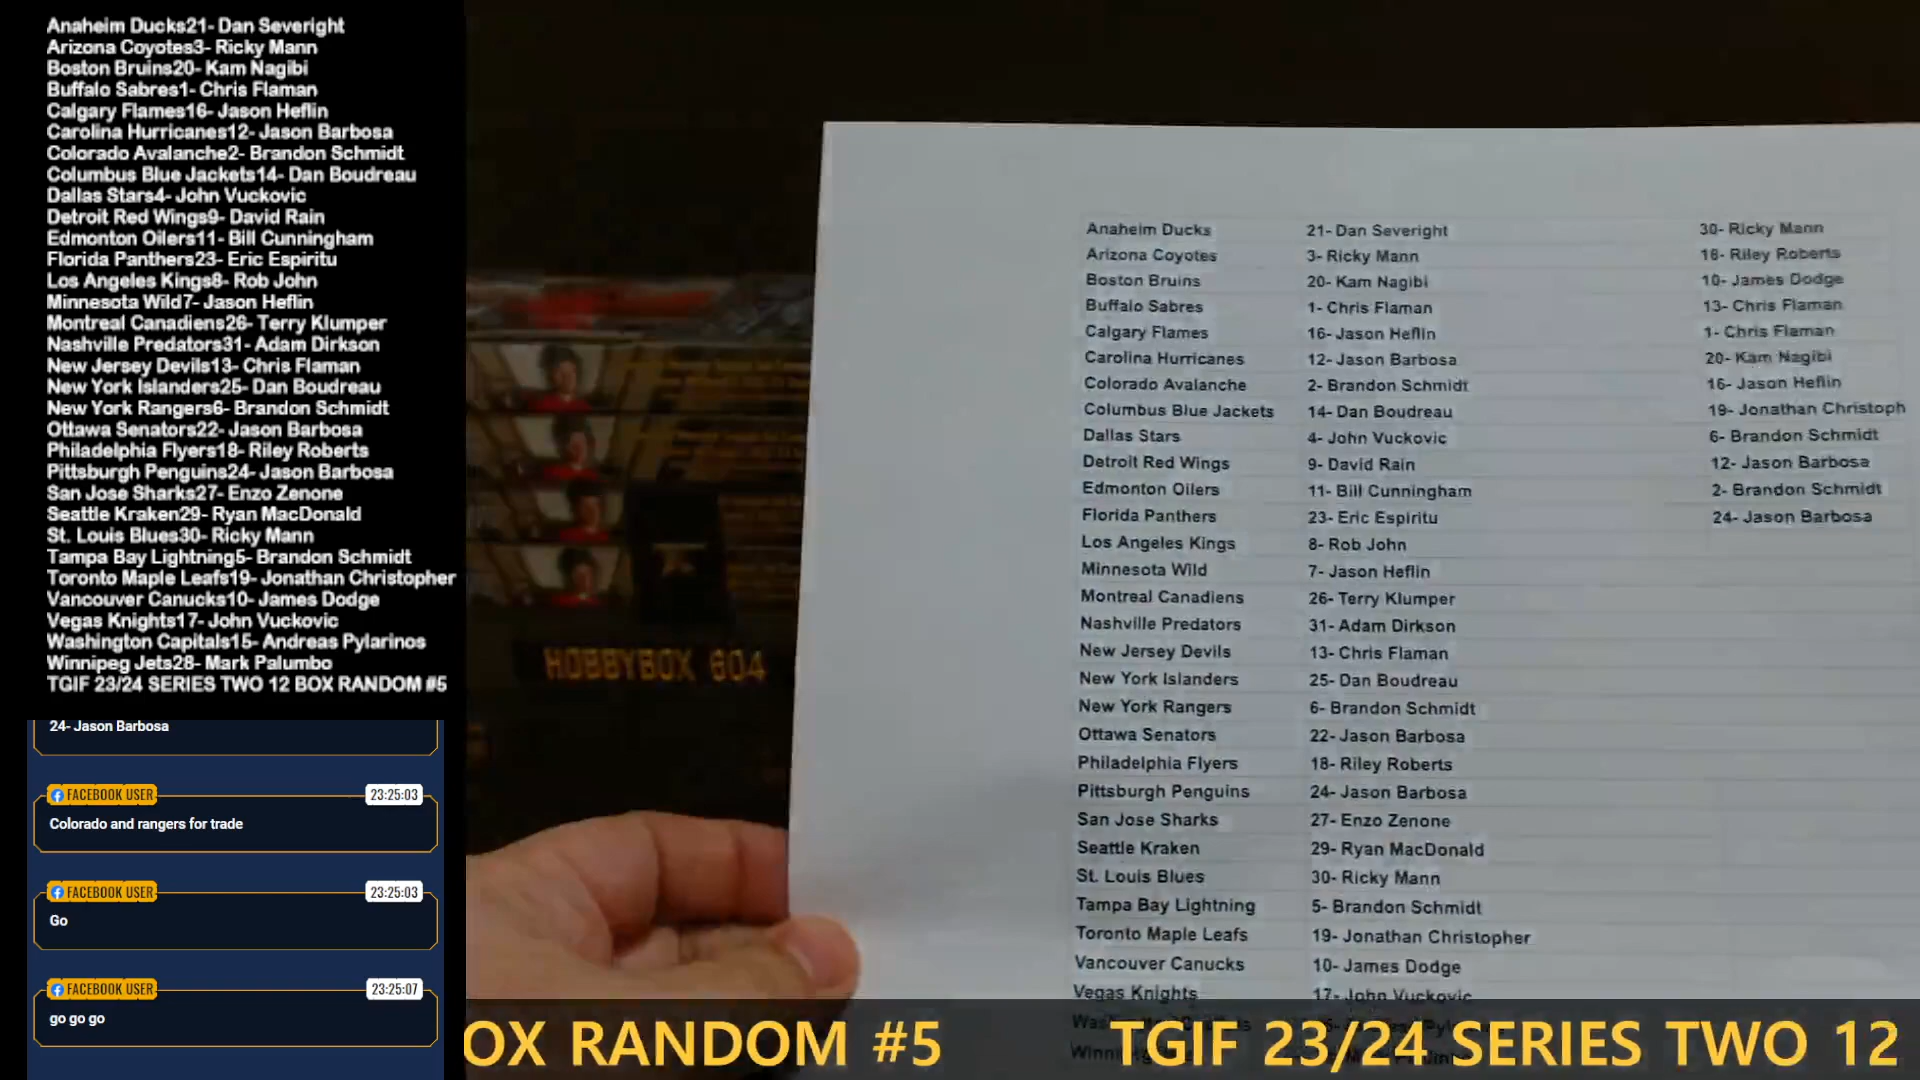 Anaheim Ducks21- Dan Severight
Arizona Coyotes3- Ricky Mann
Boston Bruins20- Kam Nagibi
Buffalo Sabres1- Chris Flaman
Calgary Flames16- Jason Heflin
Carolina Hurricanes12- Jason Barbosa
Colorado Avalanche2- Brandon Schmidt
Columbus Blue Jackets14- Dan Boudreau
Dallas Stars4- John Vuckovic
Detroit Red Wings9- David Rain
Edmonton Oilers11- Bill Cunningham
Florida Panthers23- Eric Espiritu
Los Angeles Kings8- Rob John
Minnesota Wild7- Jason Heflin
Montreal Canadiens26- Terry Klumper
Nashville Predators31- Adam Dirkson
New Jersey Devils13- Chris Flaman
New York Islanders25- Dan Boudreau
New York Rangers6- Brandon Schmidt
Ottawa Senators22- Jason Barbosa
Philadelphia Flyers18- Riley Roberts
Pittsburgh Penguins24- Jason Barbosa
San Jose Sharks27- Enzo Zenone
Seattle Kraken29- Ryan MacDonald
St. Louis Blues30- Ricky Mann
Tampa Bay Lightning5- Brandon Schmidt
Toronto Maple Leafs19- Jonathan Christopher
Vancouver Canucks10- James Dodge
Vegas Knights17- John Vuckovic
Washington Capitals15- Andreas Pylarinos
Winnipeg Jets28- Mark Palumbo
TGIF 23/24 SERIES TWO 12 BOX RANDOM #5
24- Jason Barbosa
FACEBOOK USER 23:25:03
Colorado and rangers for trade
FACEBOOK USER 23:25:03
Go
FACEBOOK USER 23:25:07
go go go
HOBBYBOX 604
Anaheim Ducks 21- Dan Severight 30- Ricky Mann
Arizona Coyotes 3- Ricky Mann 18- Riley Roberts
Boston Bruins 20- Kam Nagibi 10- James Dodge
Buffalo Sabres 1- Chris Flaman 13- Chris Flaman
Calgary Flames 16- Jason Heflin 1- Chris Flaman
Carolina Hurricanes 12- Jason Barbosa 20- Kam Nagibi
Colorado Avalanche 2- Brandon Schmidt 16- Jason Heflin
Columbus Blue Jackets 14- Dan Boudreau 19- Jonathan Christoph
Dallas Stars 4- John Vuckovic 6- Brandon Schmidt
Detroit Red Wings 9- David Rain 12- Jason Barbosa
Edmonton Oilers 11- Bill Cunningham 2- Brandon Schmidt
Florida Panthers 23- Eric Espiritu 24- Jason Barbosa
Los Angeles Kings 8- Rob John
Minnesota Wild 7- Jason Heflin
Montreal Canadiens 26- Terry Klumper
Nashville Predators 31- Adam Dirkson
New Jersey Devils 13- Chris Flaman
New York Islanders 25- Dan Boudreau
New York Rangers 6- Brandon Schmidt
Ottawa Senators 22- Jason Barbosa
Philadelphia Flyers 18- Riley Roberts
Pittsburgh Penguins 24- Jason Barbosa
San Jose Sharks 27- Enzo Zenone
Seattle Kraken 29- Ryan MacDonald
St. Louis Blues 30- Ricky Mann
Tampa Bay Lightning 5- Brandon Schmidt
Toronto Maple Leafs 19- Jonathan Christopher
Vancouver Canucks 10- James Dodge
Vegas Knights 17- John Vuckovic
OX RANDOM #5 TGIF 23/24 SERIES TWO 12